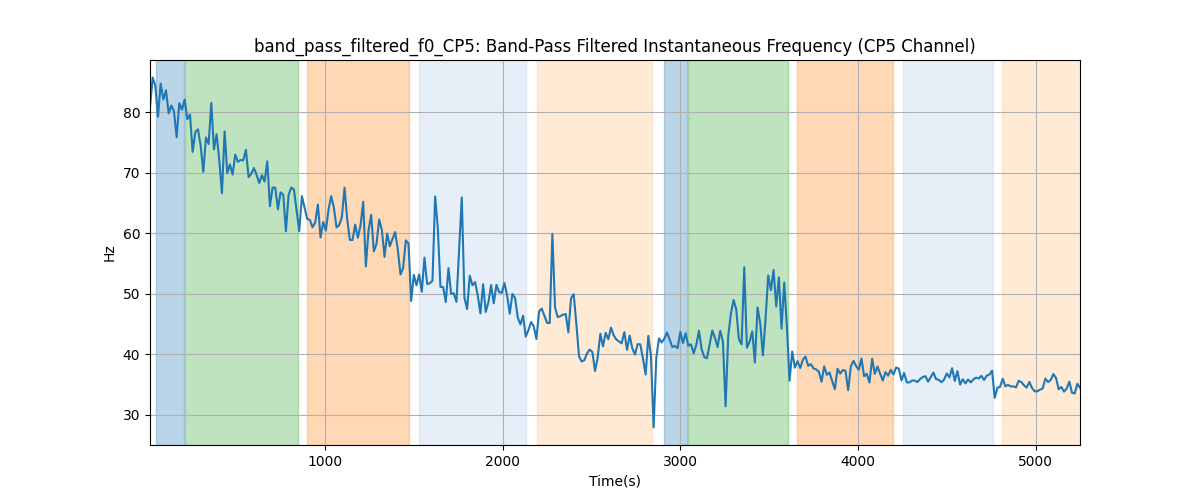 band_pass_filtered_f0_CP5: Band-Pass Filtered Instantaneous Frequency (CP5 Channel)
80
70
60
50
40
30
Hz
1000 2000 3000 4000 5000
Time(s)